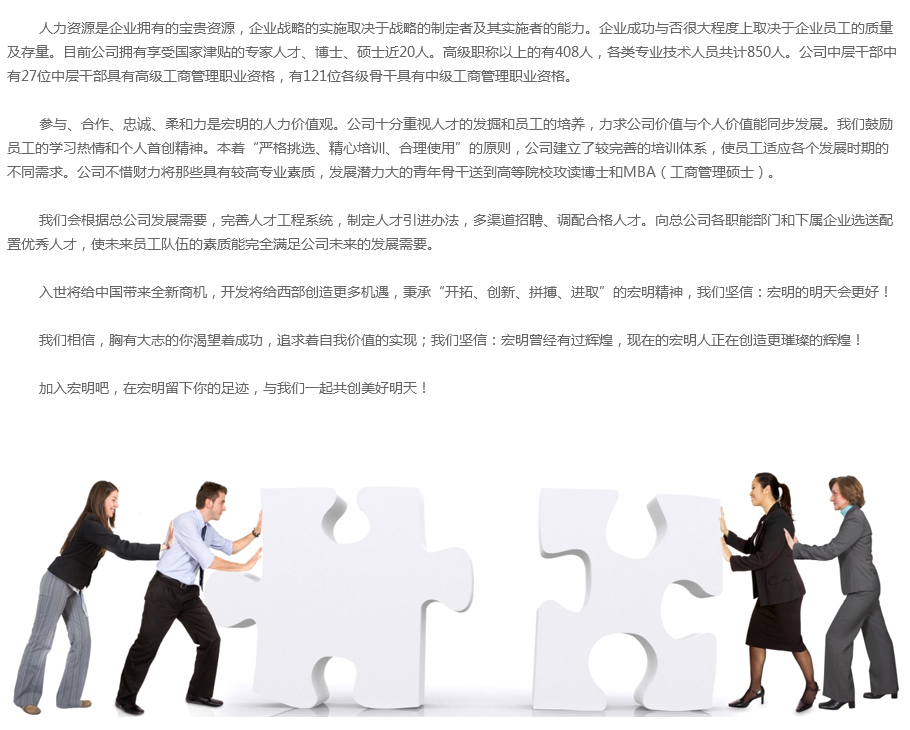 人力资源是企业拥有的宝贵资源，企业战略的实施取决于战略的制定者及其实施者的能力。企业成功与否很大程度上取决于企业员工的质量
及存量。目前公司拥有享受国家津贴的专家人才、博士、硕士近20人。高级职称以上的有408人，各类专业技术人员共计850人。公司中层干部中
有27位中层干部具有高级工商管理职业资格，有121位各级骨干具有中级工商管理职业资格。
参与、合作、忠诚、柔和力是宏明的人力价值观。公司十分重视人才的发掘和员工的培养，力求公司价值与个人价值能同步发展。我们鼓励
员工的学习热情和个人首创精神。本着“严格挑选、精心培训、合理使用”的原则，公司建立了较完善的培训体系，使员工适应各个发展时期的
不同需求。公司不惜财力将那些具有较高专业素质，发展潜力大的青年骨干送到高等院校攻读博士和MBA（工商管理硕士）。
我们会根据总公司发展需要，完善人才工程系统，制定人才引进办法，多渠道招聘、调配合格人才。向总公司各职能部门和下属企业选送配
置优秀人才，使未来员工队伍的素质能完全满足公司未来的发展需要。
入世将给中国带来全新商机，开发将给西部创造更多机遇，秉承“开拓、创新、拼搏、进取”的宏明精神，我们坚信：宏明的明天会更好！
我们相信，胸有大志的你渴望着成功，追求着自我价值的实现；我们坚信：宏明曾经有过辉煌，现在的宏明人正在创造更璀璨的辉煌！
加入宏明吧，在宏明留下你的足迹，与我们一起共创美好明天！